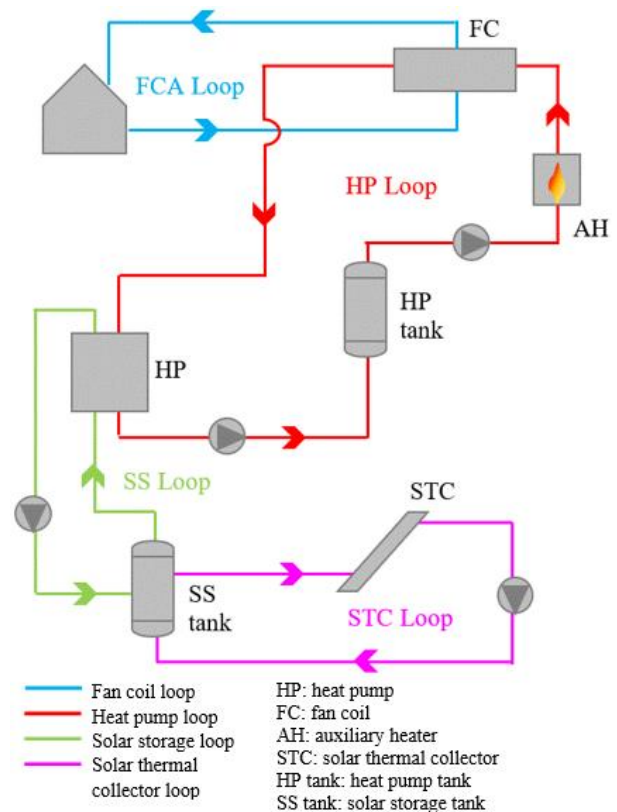 FC
FCA Loop
HP Loop
AH
HP
tank
HP
SS Loop
STC
SS
tank
STC Loop
Fan coil loop
Heat pump loop
Solar storage loop
Solar thermal
collector loop
HP: heat pump
FC: fan coil
AH: auxiliary heater
STC: solar thermal collector
HP tank: heat pump tank
SS tank: solar storage tank